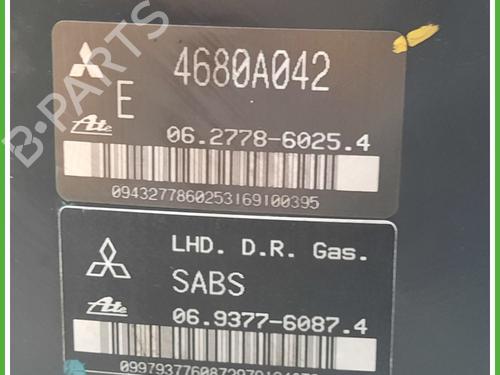 4680A042
E
Ate
06.2778-6025.4
0943277860253169100395
LHD. D.R. Gas.
SABS
Ate
06.9377-6087.4
B-PARTS